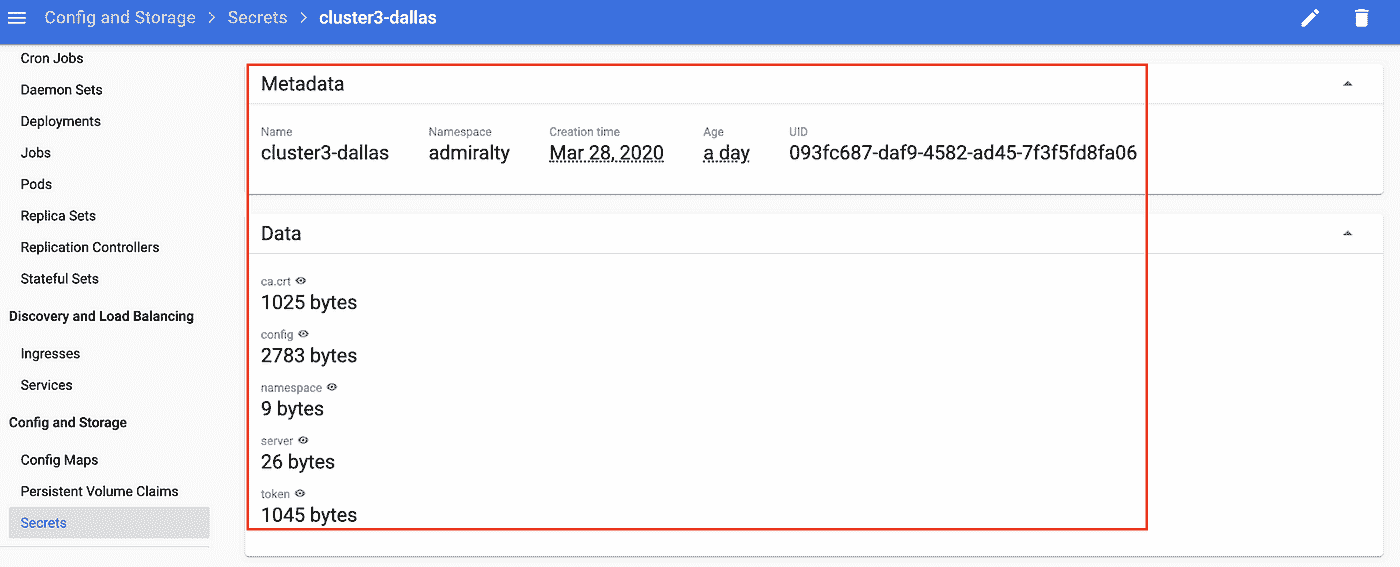 Config and Storage > Secrets > cluster3-dallas
Cron Jobs
Daemon Sets
Deployments
Jobs
Pods
Replica Sets
Replication Controllers
Stateful Sets
Discovery and Load Balancing
Ingresses
Services
Config and Storage
Config Maps
Persistent Volume Claims
Secrets
Metadata
Name Namespace Creation time Age UID
cluster3-dallas admiralty Mar 28, 2020 a day 093fc687-daf9-4582-ad45-7f3f5fd8fa06
Data
ca.crt
1025 bytes
config
2783 bytes
namespace
9 bytes
server
26 bytes
token
1045 bytes